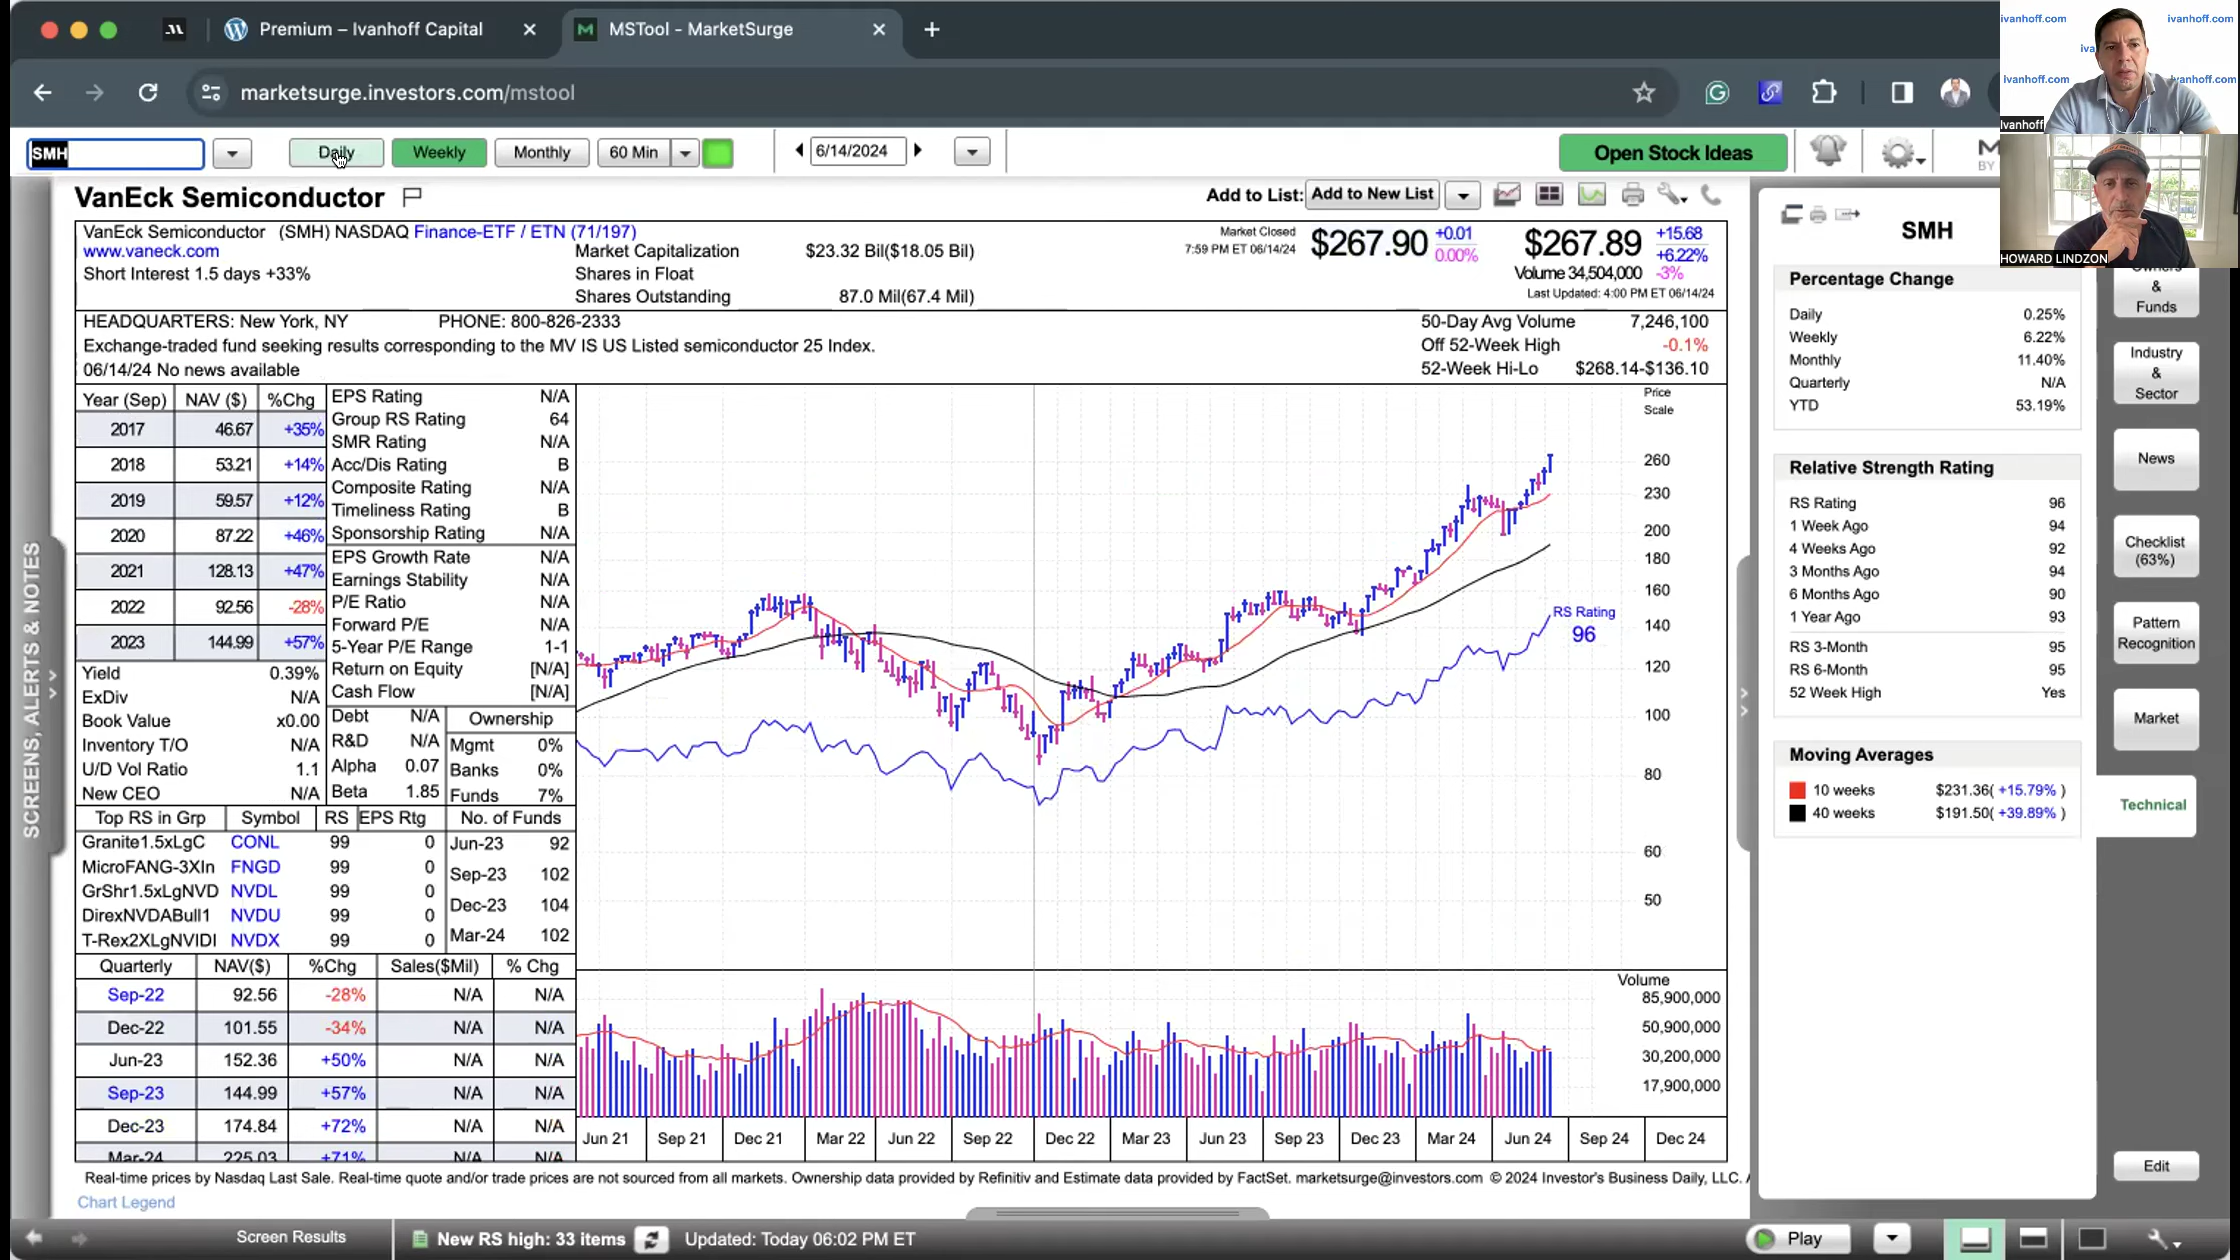 Premium – Ivanhoff Capital
MSTool - MarketSurge
marketsurge.investors.com/mstool
SMH
Daily
Weekly
Monthly
60 Min
6/14/2024
Open Stock Ideas
M
BY
ivanhoff.com
ivanhoff.com
iva
ivanhoff.com
vanhoff.com
Ivanhoff
HOWARD LINDZON
VanEck Semiconductor
Add to List:
Add to New List
VanEck Semiconductor (SMH) NASDAQ Finance-ETF / ETN (71/197)
www.vaneck.com
Short Interest 1.5 days +33%
Market Capitalization $23.32 Bil($18.05 Bil)
Shares in Float
Shares Outstanding 87.0 Mil(67.4 Mil)
Market Closed
7:59 PM ET 06/14/24
$267.90 +0.01
0.00%
$267.89 +15.68
+6.22%
Volume 34,504,000 -3%
Last Updated: 4:00 PM ET 06/14/24
HEADQUARTERS: New York, NY PHONE: 800-826-2333
Exchange-traded fund seeking results corresponding to the MV IS US Listed semiconductor 25 Index.
06/14/24 No news available
50-Day Avg Volume 7,246,100
Off 52-Week High -0.1%
52-Week Hi-Lo $268.14-$136.10
Year (Sep) NAV ($) %Chg
2017 46.67 +35%
2018 53.21 +14%
2019 59.57 +12%
2020 87.22 +46%
2021 128.13 +47%
2022 92.56 -28%
2023 144.99 +57%
Yield 0.39%
ExDiv N/A
Book Value x0.00
Inventory T/O N/A
U/D Vol Ratio 1.1
New CEO N/A
EPS Rating N/A
Group RS Rating 64
SMR Rating N/A
Acc/Dis Rating B
Composite Rating N/A
Timeliness Rating B
Sponsorship Rating N/A
EPS Growth Rate N/A
Earnings Stability N/A
P/E Ratio N/A
Forward P/E N/A
5-Year P/E Range 1-1
Return on Equity [N/A]
Cash Flow [N/A]
Debt N/A
R&D N/A
Alpha 0.07
Beta 1.85
Ownership
Mgmt 0%
Banks 0%
Funds 7%
Top RS in Grp Symbol RS EPS Rtg
Granite1.5xLgC CONL 99 0
MicroFANG-3XIn FNGD 99 0
GrShr1.5xLgNVD NVDL 99 0
DirexNVDABull1 NVDU 99 0
T-Rex2XLgNVIDI NVDX 99 0
No. of Funds
Jun-23 92
Sep-23 102
Dec-23 104
Mar-24 102
Quarterly NAV($) %Chg Sales($Mil) % Chg
Sep-22 92.56 -28% N/A N/A
Dec-22 101.55 -34% N/A N/A
Jun-23 152.36 +50% N/A N/A
Sep-23 144.99 +57% N/A N/A
Dec-23 174.84 +72% N/A N/A
Mar-24 225.03 +71% N/A N/A
Price
Scale
260
230
200
180
160
140
120
100
80
60
50
RS Rating
96
Volume
85,900,000
50,900,000
30,200,000
17,900,000
Jun 21 Sep 21 Dec 21 Mar 22 Jun 22 Sep 22 Dec 22 Mar 23 Jun 23 Sep 23 Dec 23 Mar 24 Jun 24 Sep 24 Dec 24
Real-time prices by Nasdaq Last Sale. Real-time quote and/or trade prices are not sourced from all markets. Ownership data provided by Refinitiv and Estimate data provided by FactSet. marketsurge@investors.com © 2024 Investor's Business Daily, LLC.
Chart Legend
SCREENS, ALERTS & NOTES
SMH
Percentage Change
Daily 0.25%
Weekly 6.22%
Monthly 11.40%
Quarterly N/A
YTD 53.19%
Relative Strength Rating
RS Rating 96
1 Week Ago 94
4 Weeks Ago 92
3 Months Ago 94
6 Months Ago 90
1 Year Ago 93
RS 3-Month 95
RS 6-Month 95
52 Week High Yes
Moving Averages
10 weeks $231.36( +15.79% )
40 weeks $191.50( +39.89% )
Owners
&
Funds
Industry
&
Sector
News
Checklist
(63%)
Pattern
Recognition
Market
Technical
Edit
Screen Results
New RS high: 33 items
Updated: Today 06:02 PM ET
Play